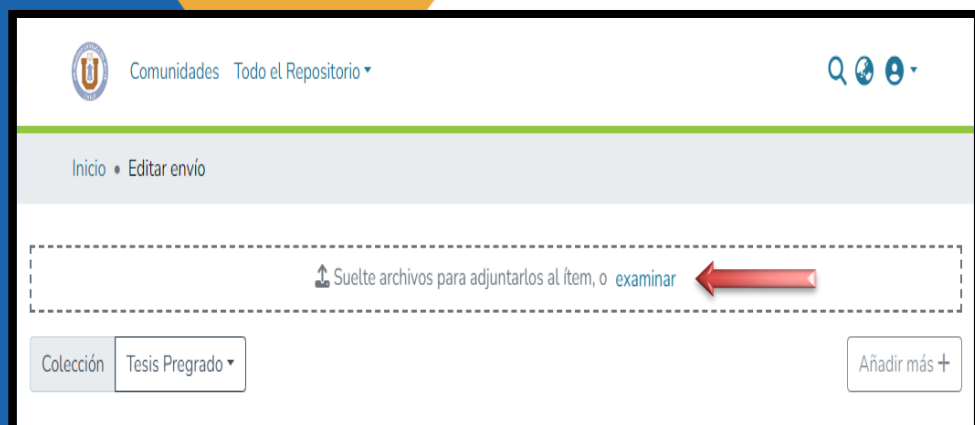 Comunidades Todo el Repositorio
Inicio • Editar envío
Suelte archivos para adjuntarlos al ítem, o examinar
Colección Tesis Pregrado Añadir más +